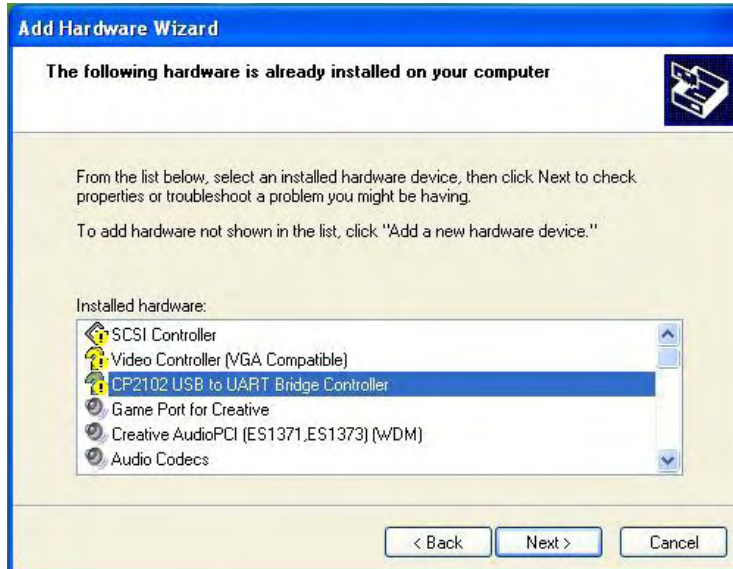 Add Hardware Wizard
The following hardware is already installed on your computer
From the list below, select an installed hardware device, then click Next to check
properties or troubleshoot a problem you might be having.
To add hardware not shown in the list, click "Add a new hardware device."
Installed hardware:
SCSI Controller
Video Controller (VGA Compatible)
CP2102 USB to UART Bridge Controller
Game Port for Creative
Creative AudioPCI (ES1371,ES1373) (WDM)
Audio Codecs
< Back
Next >
Cancel